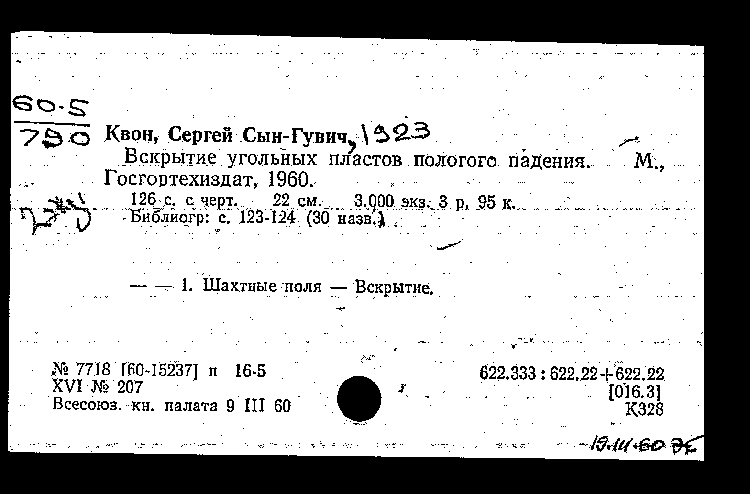 60-5
790
Квон, Сергей Сын-Гувич, 1923
Вскрытие угольных пластов пологого падения. М.,
Госгортехиздат, 1960.
126 с. с черт. 22 см. 3.000 экз. 3 р. 95 к.
Библиогр: с. 123-124 (30 назв.)
— — 1. Шахтные поля — Вскрытие.
№ 7718 [60-15237] п 16-5
622.333 : 622.22+622.22
XVI № 207
[016.3]
Всесоюз. кн. палата 9 III 60
К328
19.III.60